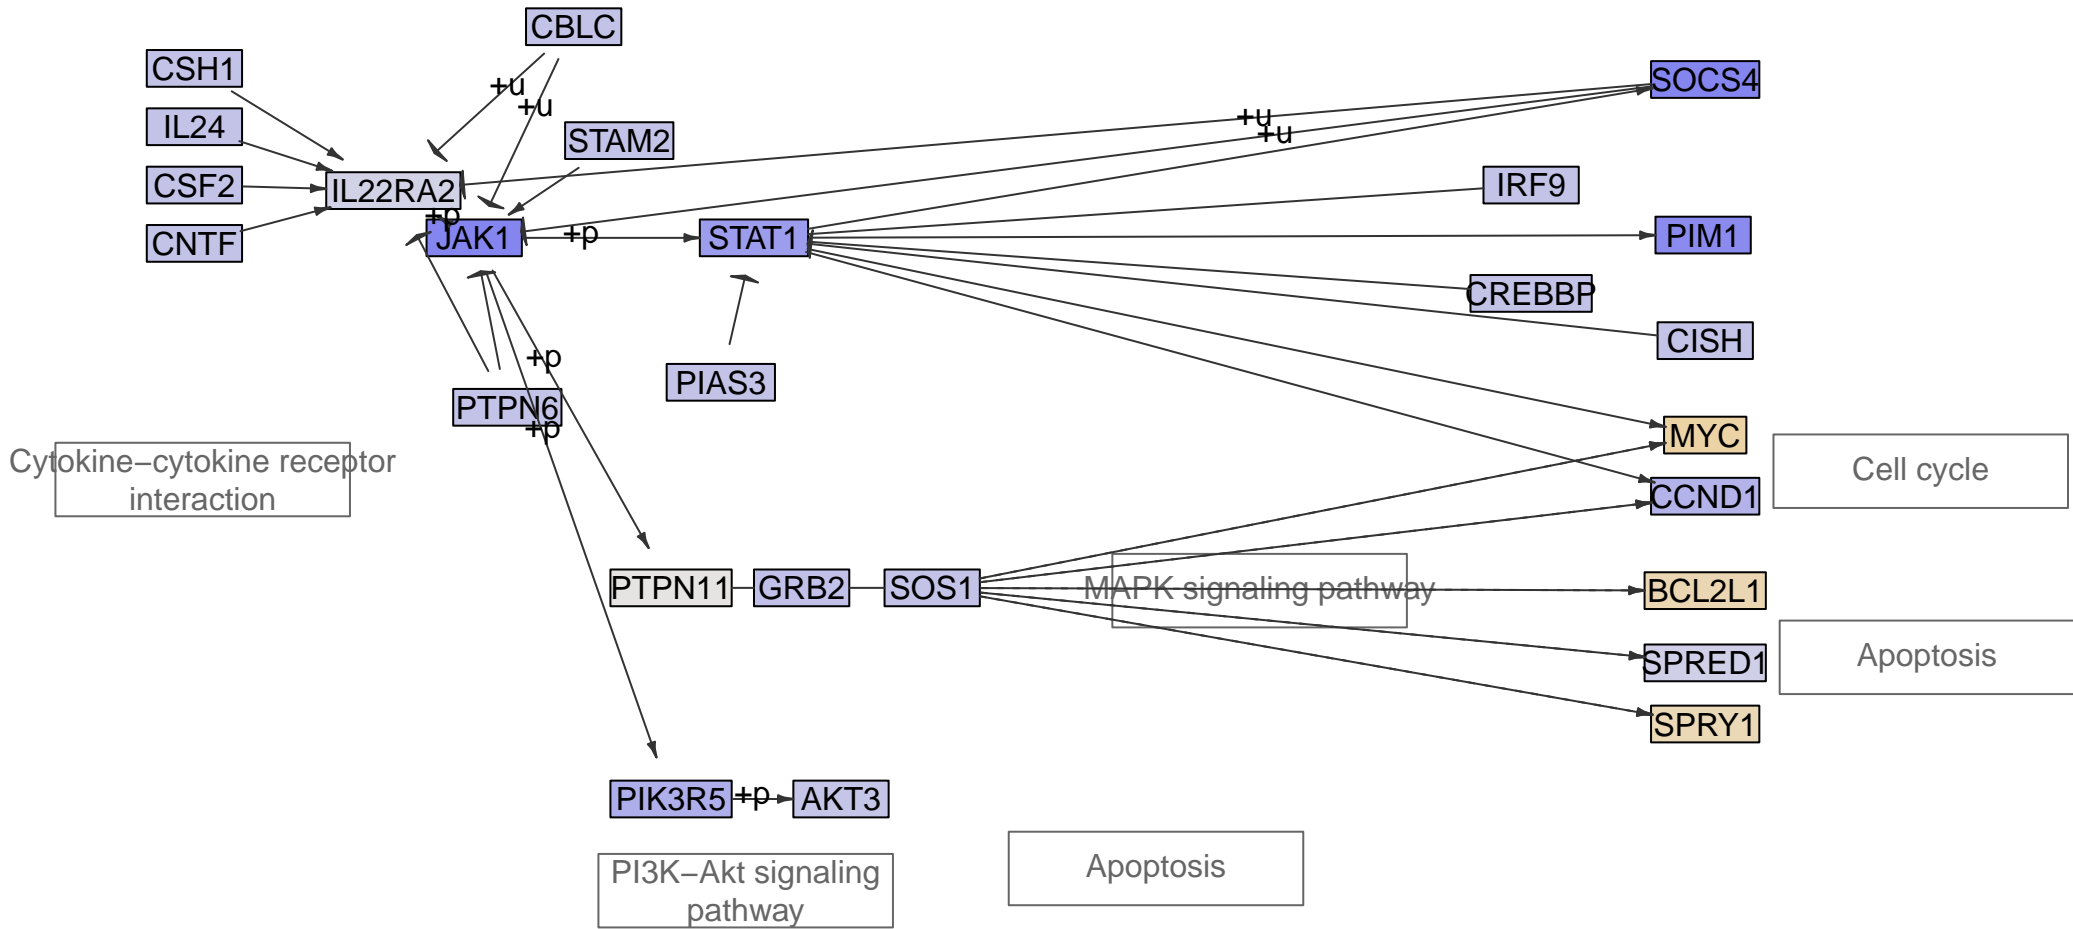 CBLC
CSH1
+u
SOCS4
+u
+u
IL24
STAM2
+u
CSF2
IL22RA2
IRF9
+p
CNTF
JAK1
+p
STAT1
PIM1
CREBBP
CISH
+p
PIAS3
PTPN6
+p
MYC
Cytokine−cytokine receptor
interaction
Cell cycle
CCND1
PTPN11
GRB2
SOS1
MAPK signaling pathway
BCL2L1
SPRED1
Apoptosis
SPRY1
PIK3R5
+p
AKT3
PI3K−Akt signaling
pathway
Apoptosis